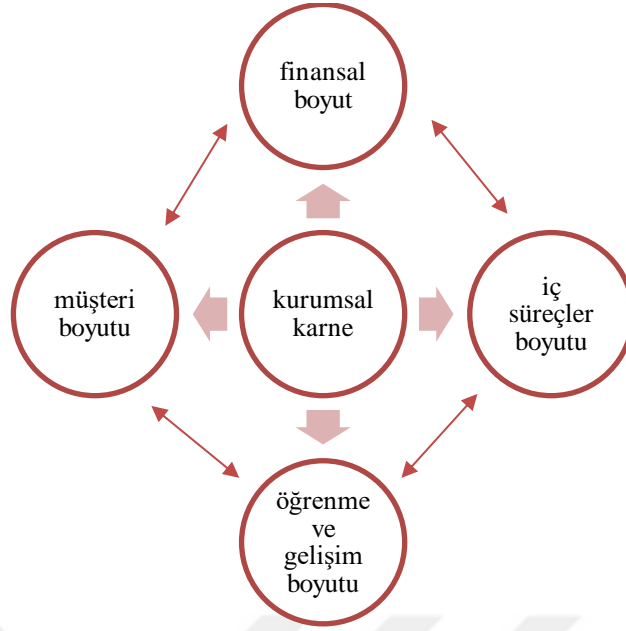 finansal
boyut
müşteri
boyutu
kurumsal
karne
iç
süreçler
boyutu
öğrenme
ve
gelişim
boyutu